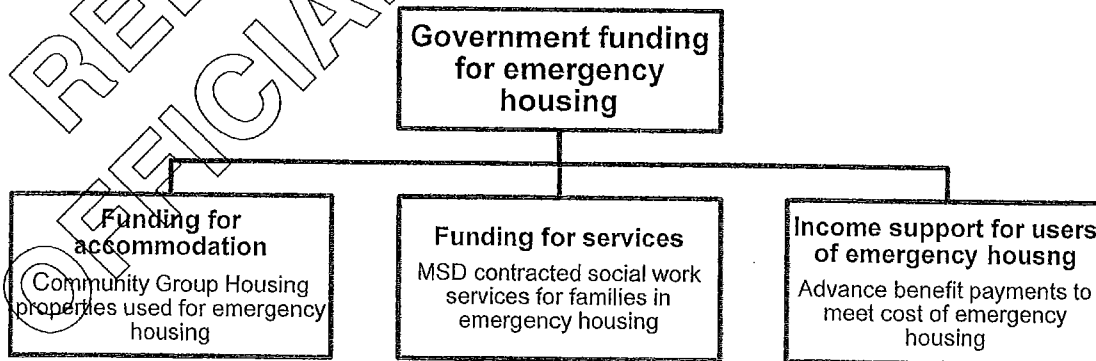 Government funding
for emergency
housing
Funding for
accommodation
Community Group Housing
properties used for emergency
housing
Funding for services
MSD contracted social work
services for families in
emergency housing
Income support for users
of emergency housng
Advance benefit payments to
meet cost of emergency
housing